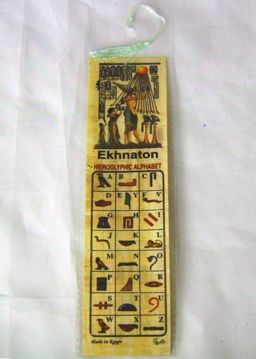 Ekhnaton
HIEROGLYPHIC ALPHABET
A B C
D E Y F V
G H I
J K L
M N O
P Q R
S T U
W X Z
Made in Egypt